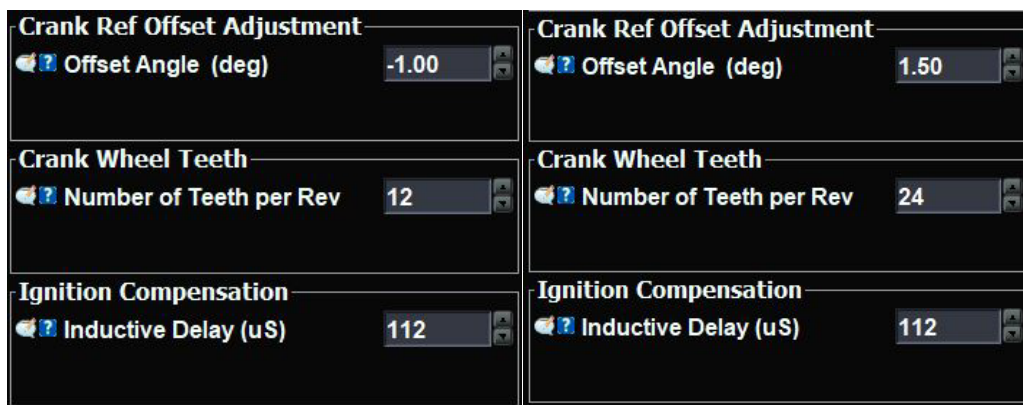 Crank Ref Offset Adjustment
? Offset Angle (deg) -1.00
Crank Wheel Teeth
? Number of Teeth per Rev 12
Ignition Compensation
? Inductive Delay (uS) 112
Crank Ref Offset Adjustment
? Offset Angle (deg) 1.50
Crank Wheel Teeth
? Number of Teeth per Rev 24
Ignition Compensation
? Inductive Delay (uS) 112